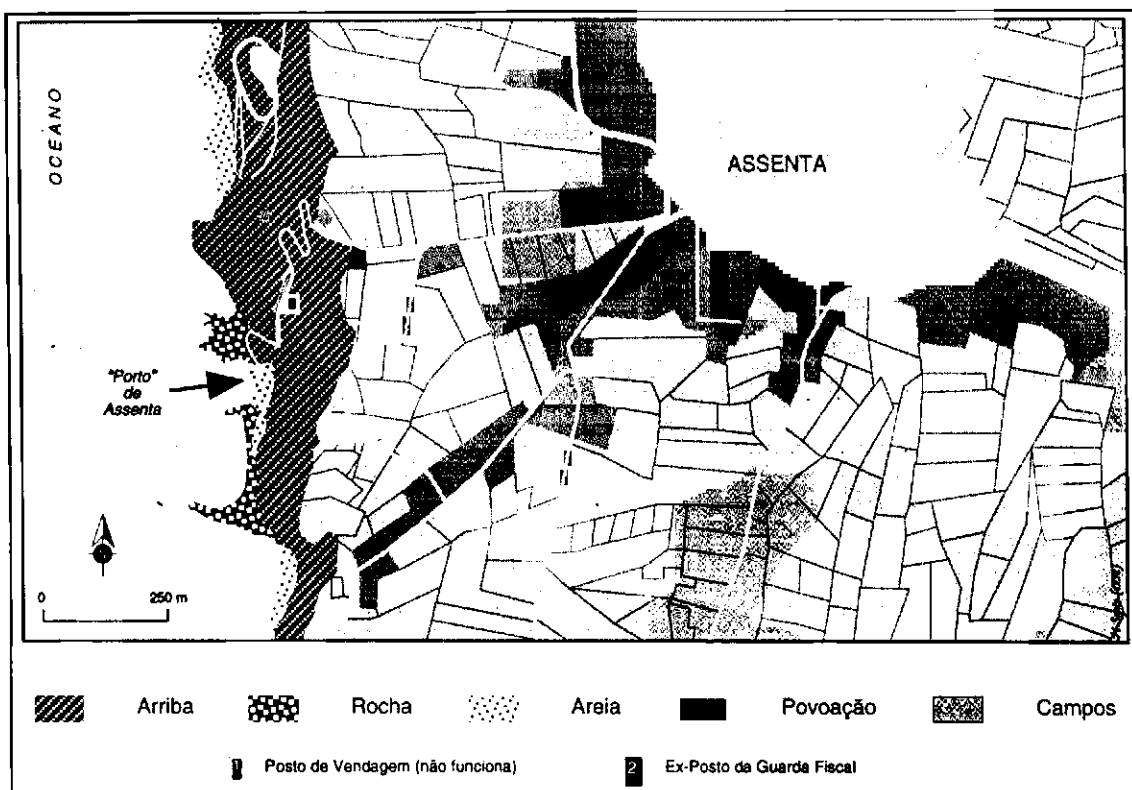 OCEANO
ASSENTA
"Porto"
de
Assenta
0 250 m
Arriba Rocha Areia Povoação Campos
Posto de Vendagem (não funciona) 2 Ex-Posto da Guarda Fiscal